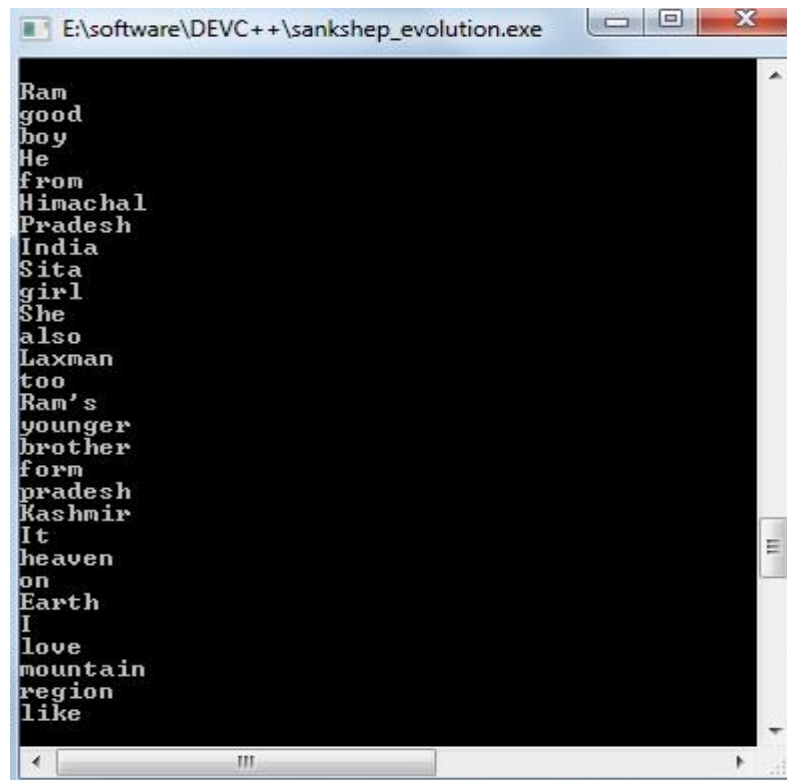 E:\software\DEVC++\sankshep_evolution.exe
Ram
good
boy
He
from
Himachal
Pradesh
India
Sita
girl
She
also
Laxman
too
Ram's
younger
brother
form
pradesh
Kashmir
It
heaven
on
Earth
I
love
mountain
region
like